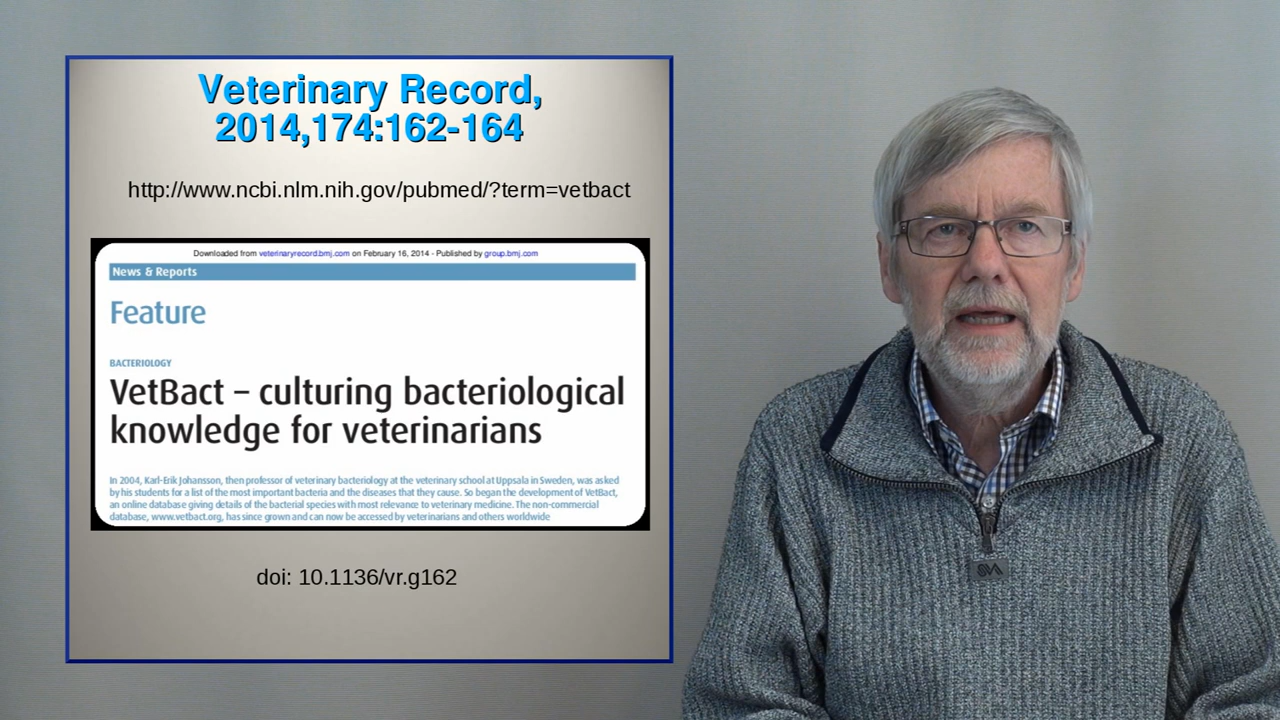 Veterinary Record,
2014,174:162-164
http://www.ncbi.nlm.nih.gov/pubmed/?term=vetbact
Downloaded from veterinaryrecord.bmj.com on February 16, 2014 - Published by group.bmj.com
News & Reports
Feature
BACTERIOLOGY
VetBact – culturing bacteriological
knowledge for veterinarians
In 2004, Karl-Erik Johansson, then professor of veterinary bacteriology at the veterinary school at Uppsala in Sweden, was asked
by his students for a list of the most important bacteria and the diseases that they cause. So began the development of VetBact,
an online database giving details of the bacterial species with most relevance to veterinary medicine. The non-commercial
database, www.vetbact.org, has since grown and can now be accessed by veterinarians and others worldwide
doi: 10.1136/vr.g162